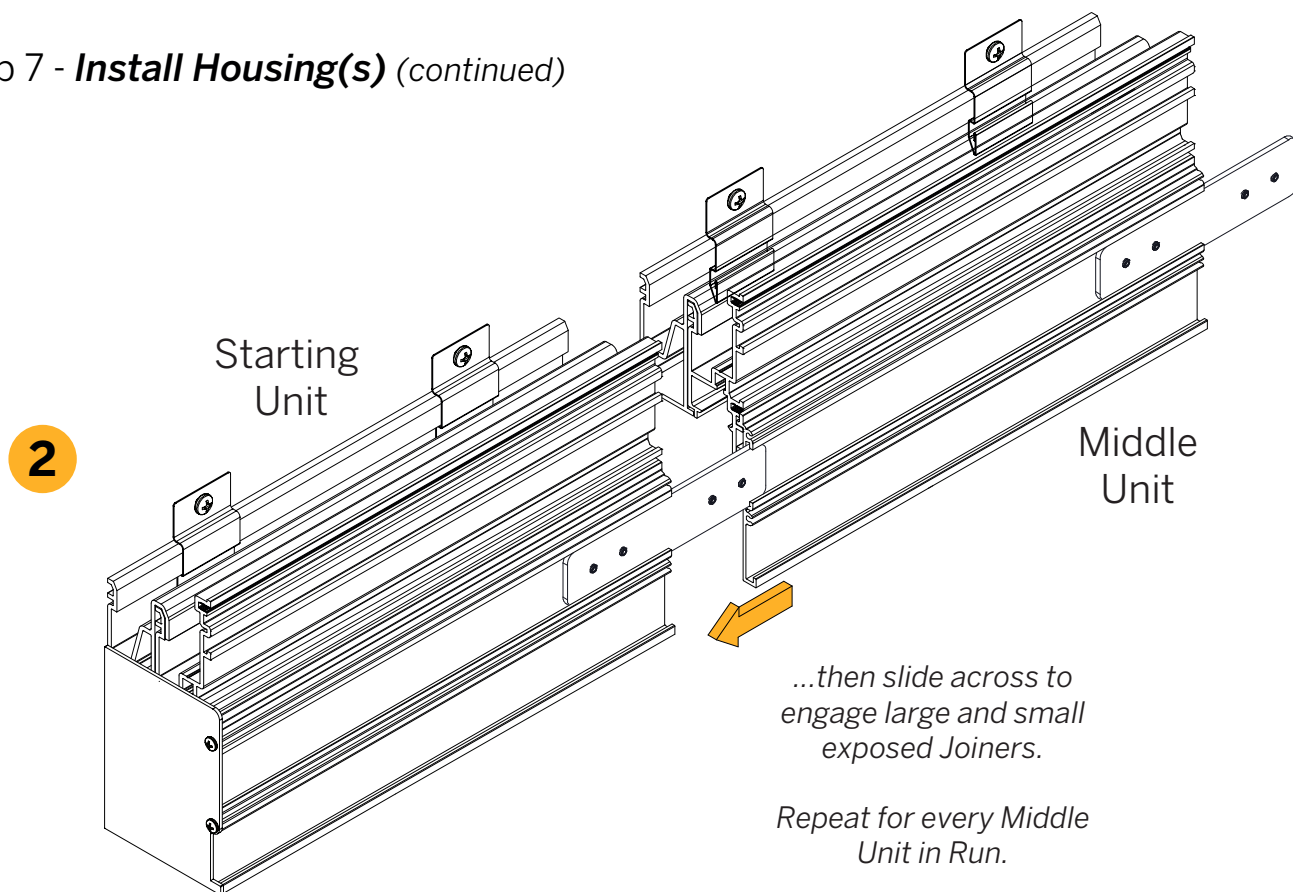 p 7 - Install Housing(s) (continued)
Starting
Unit
2
Middle
Unit
...then slide across to
engage large and small
exposed Joiners.
Repeat for every Middle
Unit in Run.